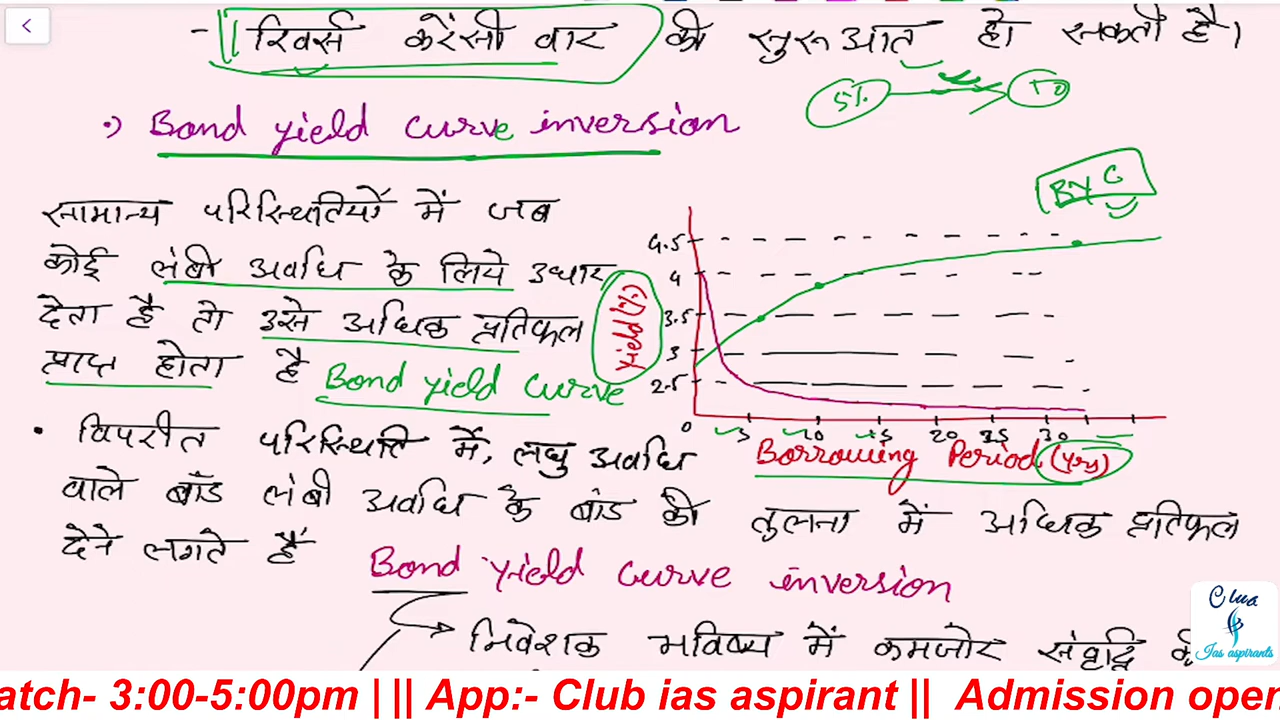 - रिवर्स करेंसी वार की सुरूआत हो सकती है।
5%
•) Bond yield curve inversion
BYC
सामान्य परिस्थितियों में जब
कोई लंबी अवधि के लिये उधार
देता है तो उसे अधिक प्रतिफल
प्राप्त होता है Bond yield curve
Yield (%)
4.5
4
3.5
3
2.5
0 5 10 15 20 25 30
Borrowing Period (yrs)
• विपरीत परिस्थिति में, लघु अवधि
वाले बॉंड लंबी अवधि के बांड की तुलना में अधिक प्रतिफल
देने लगते हैं
Bond yield curve inversion
निवेशक भविष्य में कमजोर संवृद्धि
Club
Ias aspirants
atch- 3:00-5:00pm | || App:- Club ias aspirant || Admission open